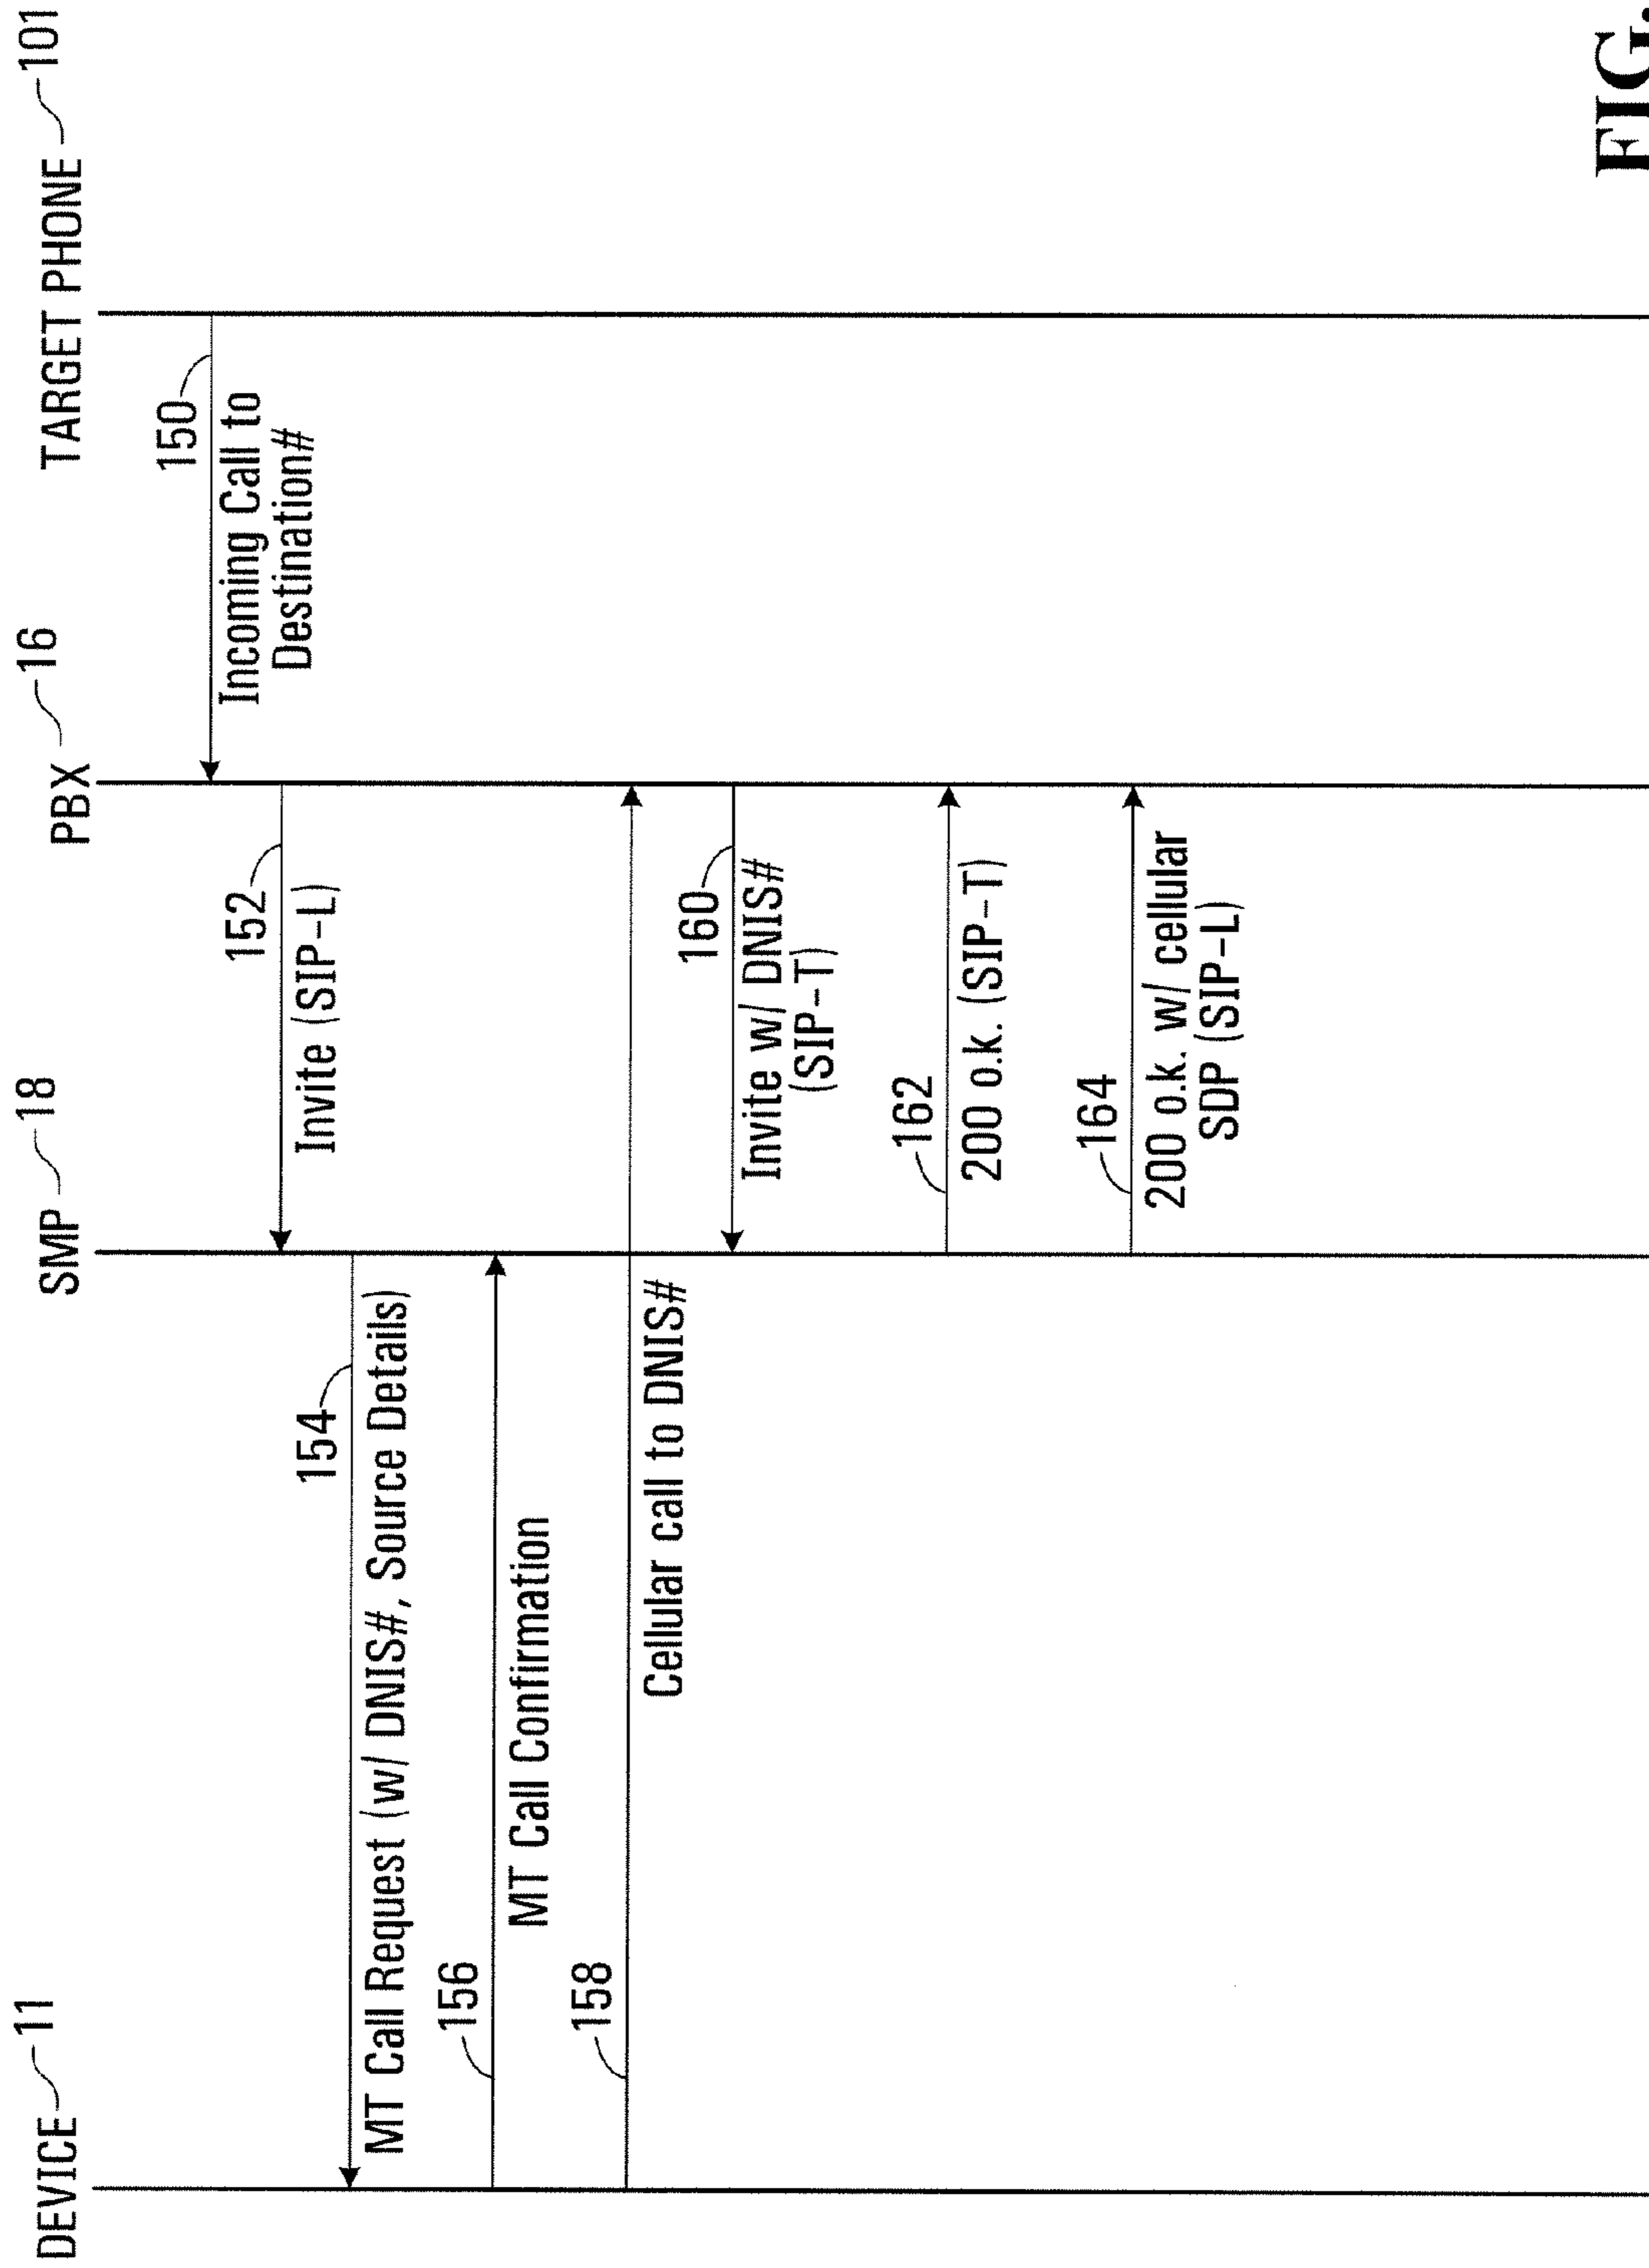 DEVICE 11
SMP 18
PBX 16
TARGET PHONE 101
150
Incoming Call to
Destination#
152
Invite (SIP-L)
154
MT Call Request (w/ DNIS#, Source Details)
156
MT Call Confirmation
158
Cellular call to DNIS#
160
Invite w/ DNIS#
(SIP-T)
162
200 o.k. (SIP-T)
164
200 o.k. w/ cellular
SDP (SIP-L)
FIG.